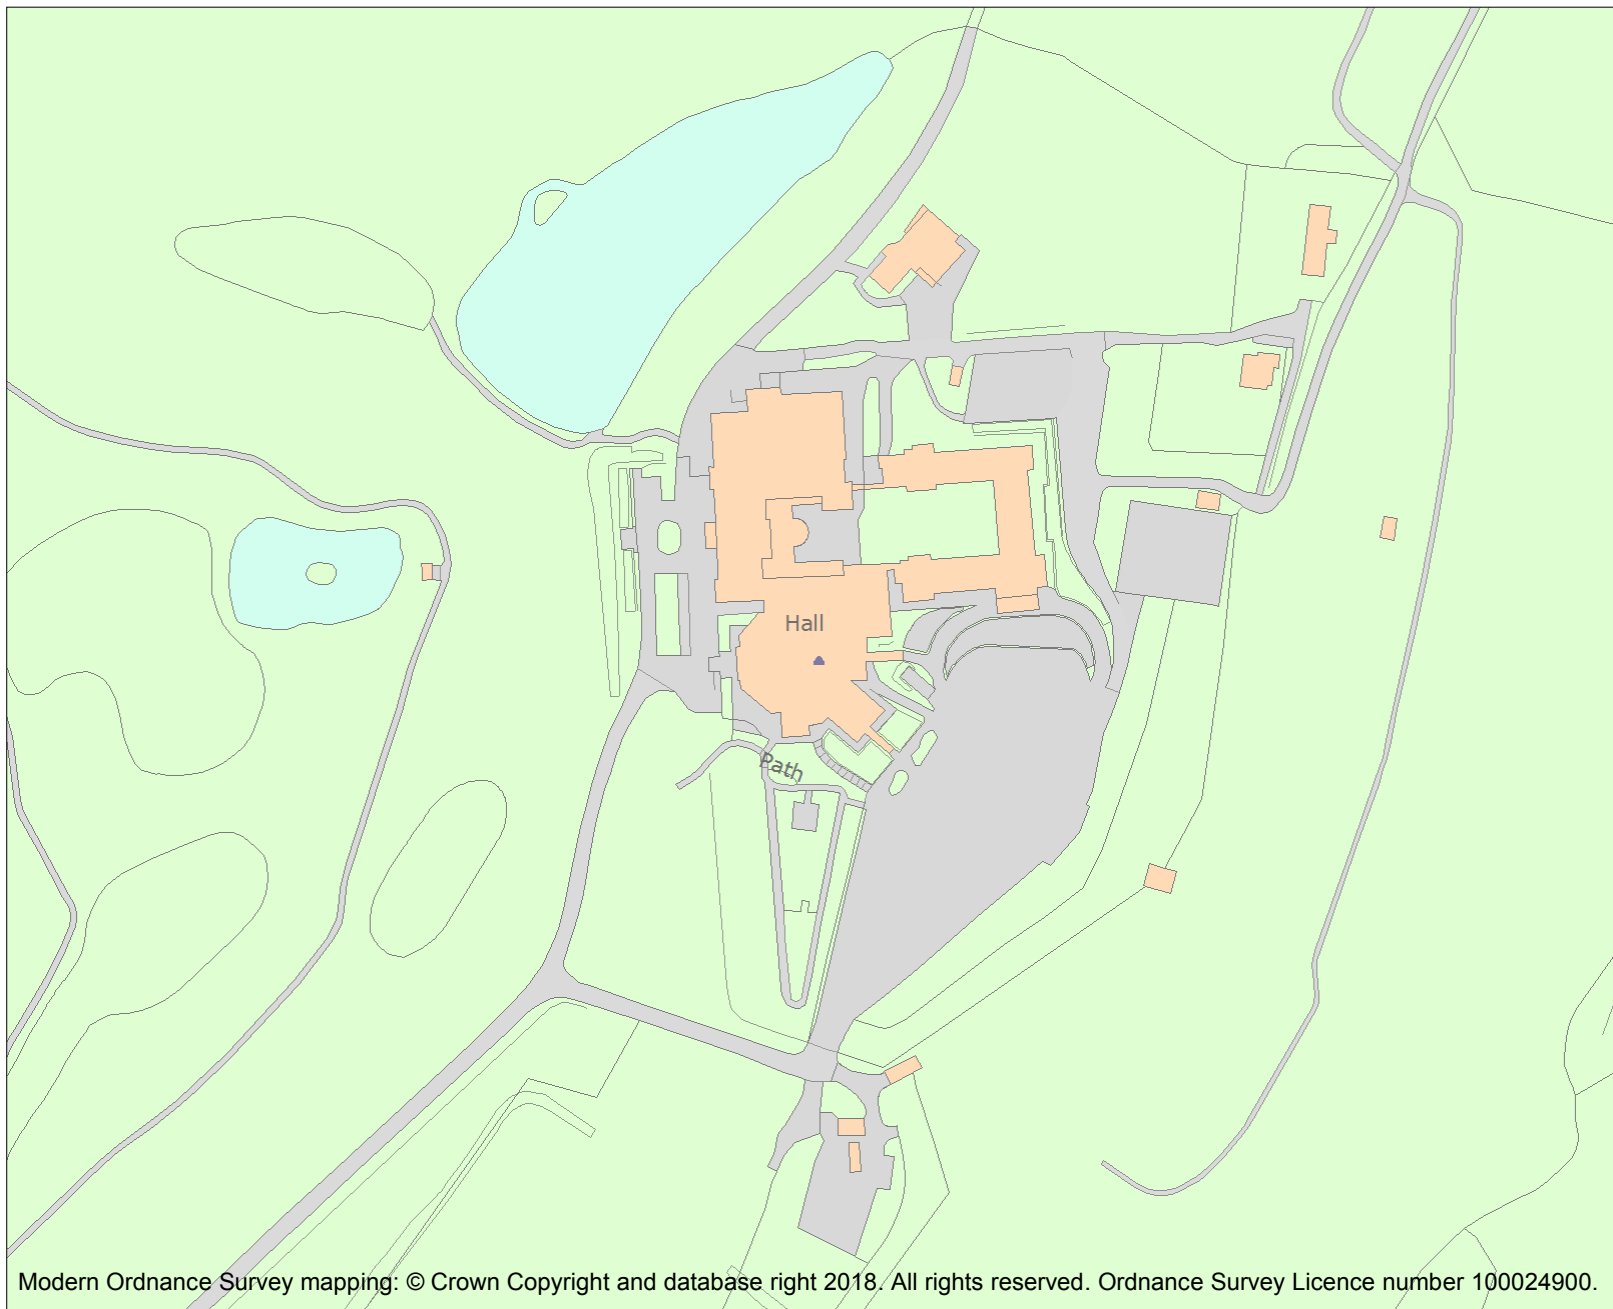 Hall
Path
Modern Ordnance Survey mapping: © Crown Copyright and database right 2018. All rights reserved. Ordnance Survey Licence number 100024900.